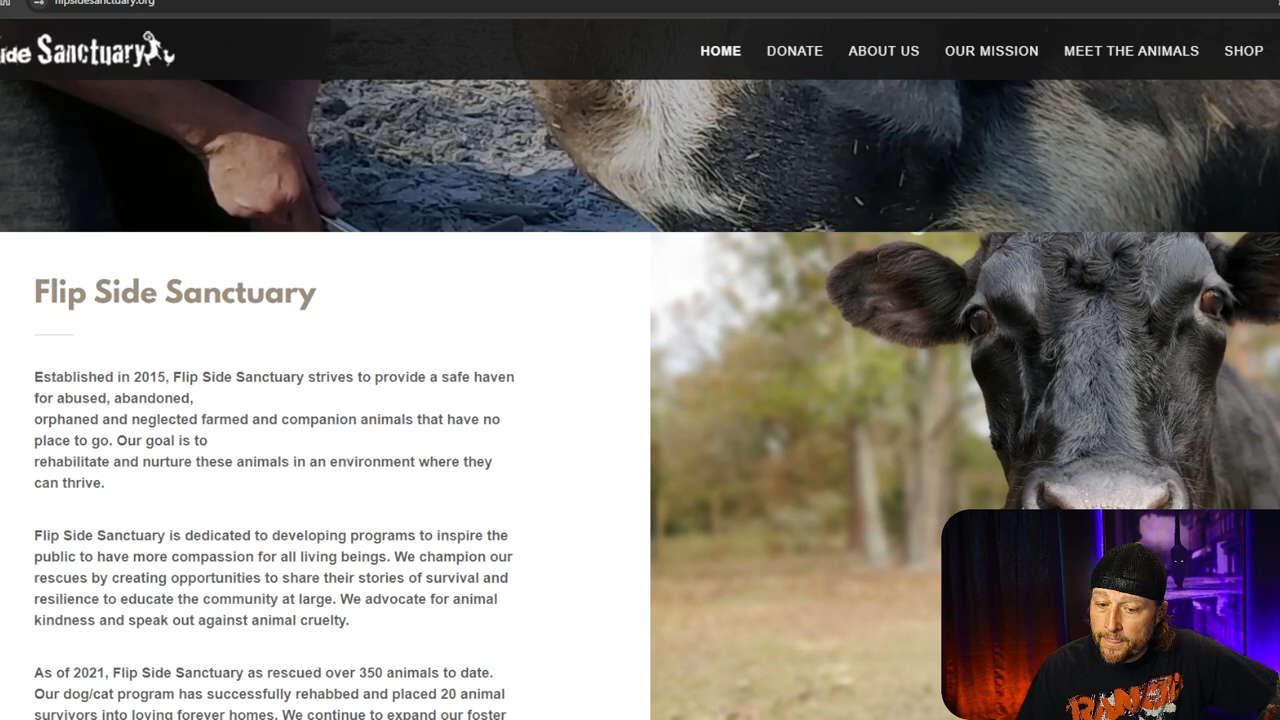 flipsidesanctuary.org
ide Sanctuary
HOME DONATE ABOUT US OUR MISSION MEET THE ANIMALS SHOP
Flip Side Sanctuary
Established in 2015, Flip Side Sanctuary strives to provide a safe haven
for abused, abandoned,
orphaned and neglected farmed and companion animals that have no
place to go. Our goal is to
rehabilitate and nurture these animals in an environment where they
can thrive.
Flip Side Sanctuary is dedicated to developing programs to inspire the
public to have more compassion for all living beings. We champion our
rescues by creating opportunities to share their stories of survival and
resilience to educate the community at large. We advocate for animal
kindness and speak out against animal cruelty.
As of 2021, Flip Side Sanctuary as rescued over 350 animals to date.
Our dog/cat program has successfully rehabbed and placed 20 animal
survivors into loving forever homes. We continue to expand our foster